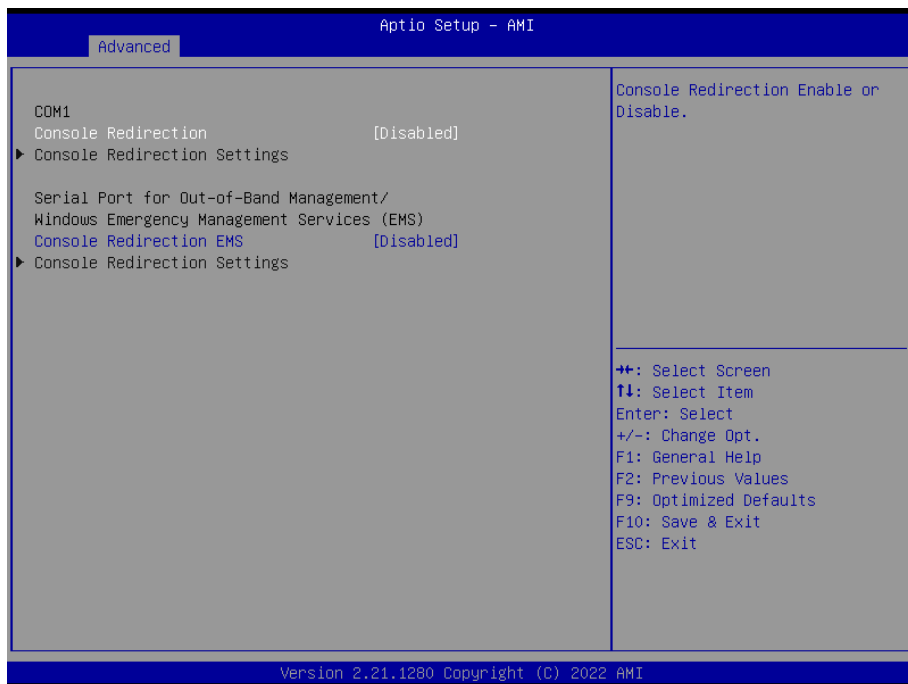 Aptio Setup – AMI
Advanced
COM1
Console Redirection [Disabled]
▶ Console Redirection Settings
Serial Port for Out-of-Band Management/
Windows Emergency Management Services (EMS)
Console Redirection EMS [Disabled]
▶ Console Redirection Settings
Console Redirection Enable or
Disable.
→←: Select Screen
↑↓: Select Item
Enter: Select
+/-: Change Opt.
F1: General Help
F2: Previous Values
F9: Optimized Defaults
F10: Save & Exit
ESC: Exit
Version 2.21.1280 Copyright (C) 2022 AMI